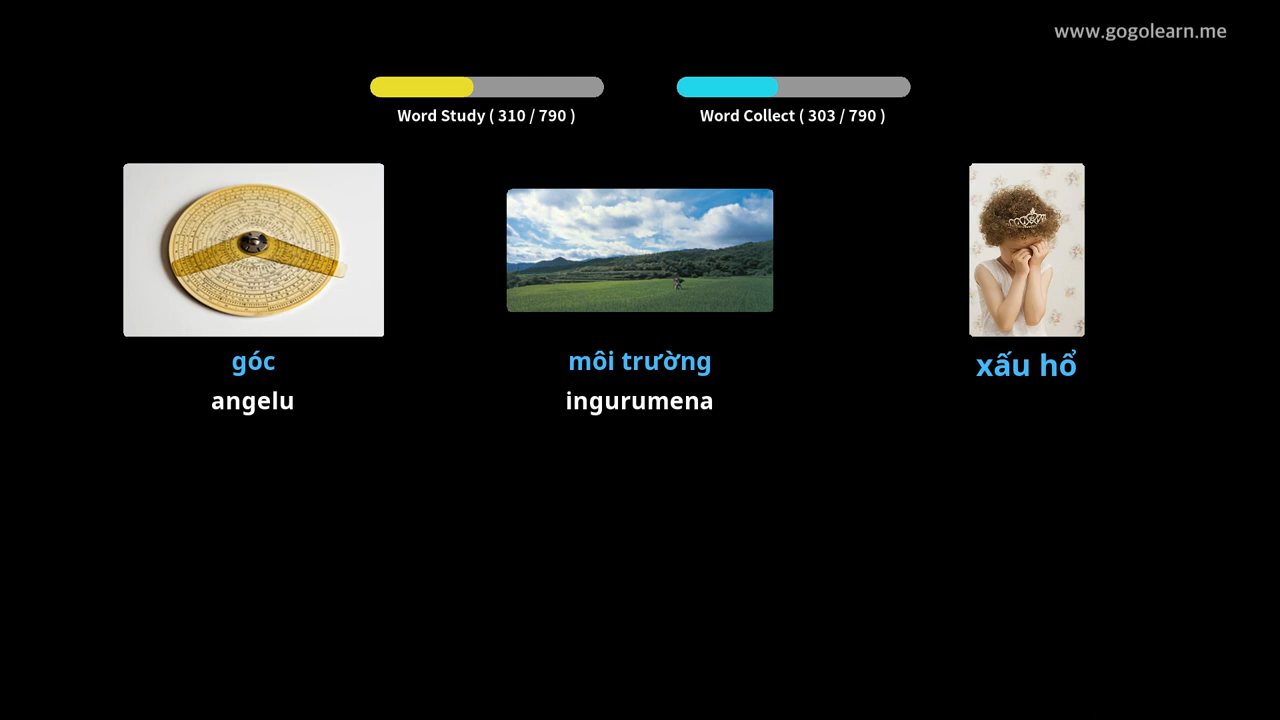 www.gogolearn.me
Word Study ( 310 / 790 )
Word Collect ( 303 / 790 )
góc
angelu
môi trường
ingurumena
xấu hổ